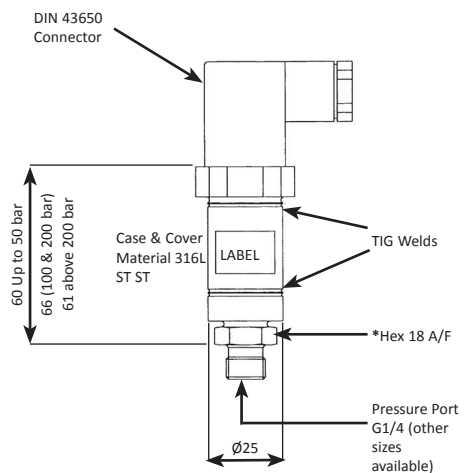 DIN 43650
Connector
60 Up to 50 bar
66 (100 & 200 bar)
61 above 200 bar
Case & Cover
Material 316L
ST ST
LABEL
TIG Welds
*Hex 18 A/F
Pressure Port
G1/4 (other
sizes
available)
Ø25